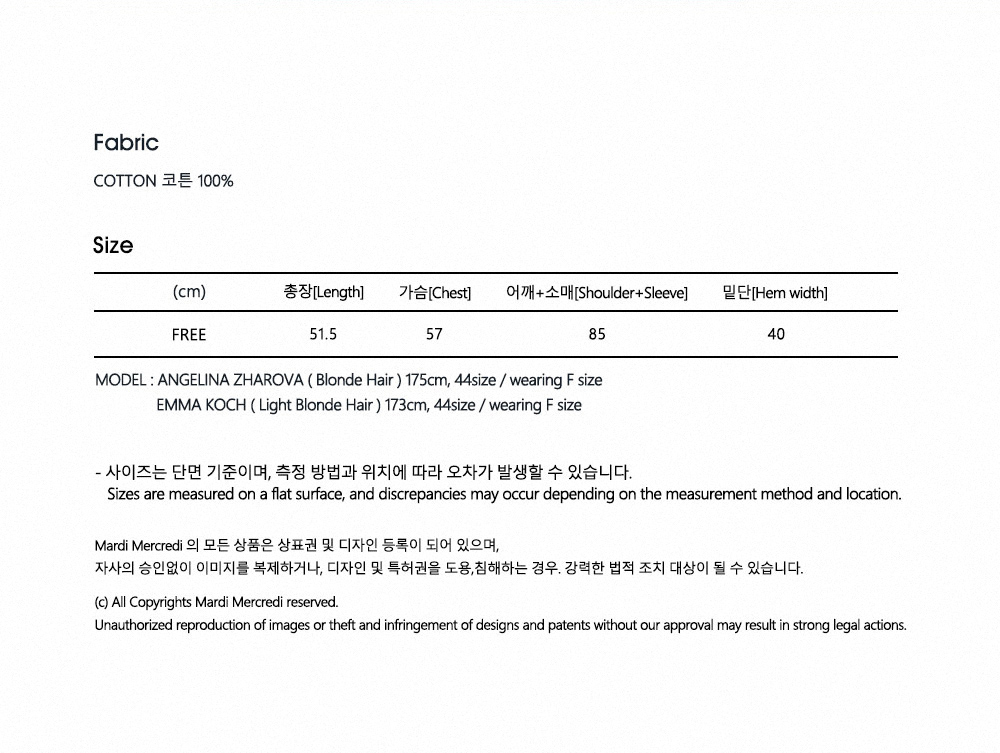 Fabric
COTTON 코튼 100%
Size
(cm) 총장[Length] 가슴[Chest] 어깨+소매[Shoulder+Sleeve] 밑단[Hem width]
FREE 51.5 57 85 40
MODEL : ANGELINA ZHAROVA ( Blonde Hair ) 175cm, 44size / wearing F size
EMMA KOCH ( Light Blonde Hair ) 173cm, 44size / wearing F size
- 사이즈는 단면 기준이며, 측정 방법과 위치에 따라 오차가 발생할 수 있습니다.
Sizes are measured on a flat surface, and discrepancies may occur depending on the measurement method and location.
Mardi Mercredi 의 모든 상품은 상표권 및 디자인 등록이 되어 있으며,
자사의 승인없이 이미지를 복제하거나, 디자인 및 특허권을 도용,침해하는 경우. 강력한 법적 조치 대상이 될 수 있습니다.
(c) All Copyrights Mardi Mercredi reserved.
Unauthorized reproduction of images or theft and infringement of designs and patents without our approval may result in strong legal actions.